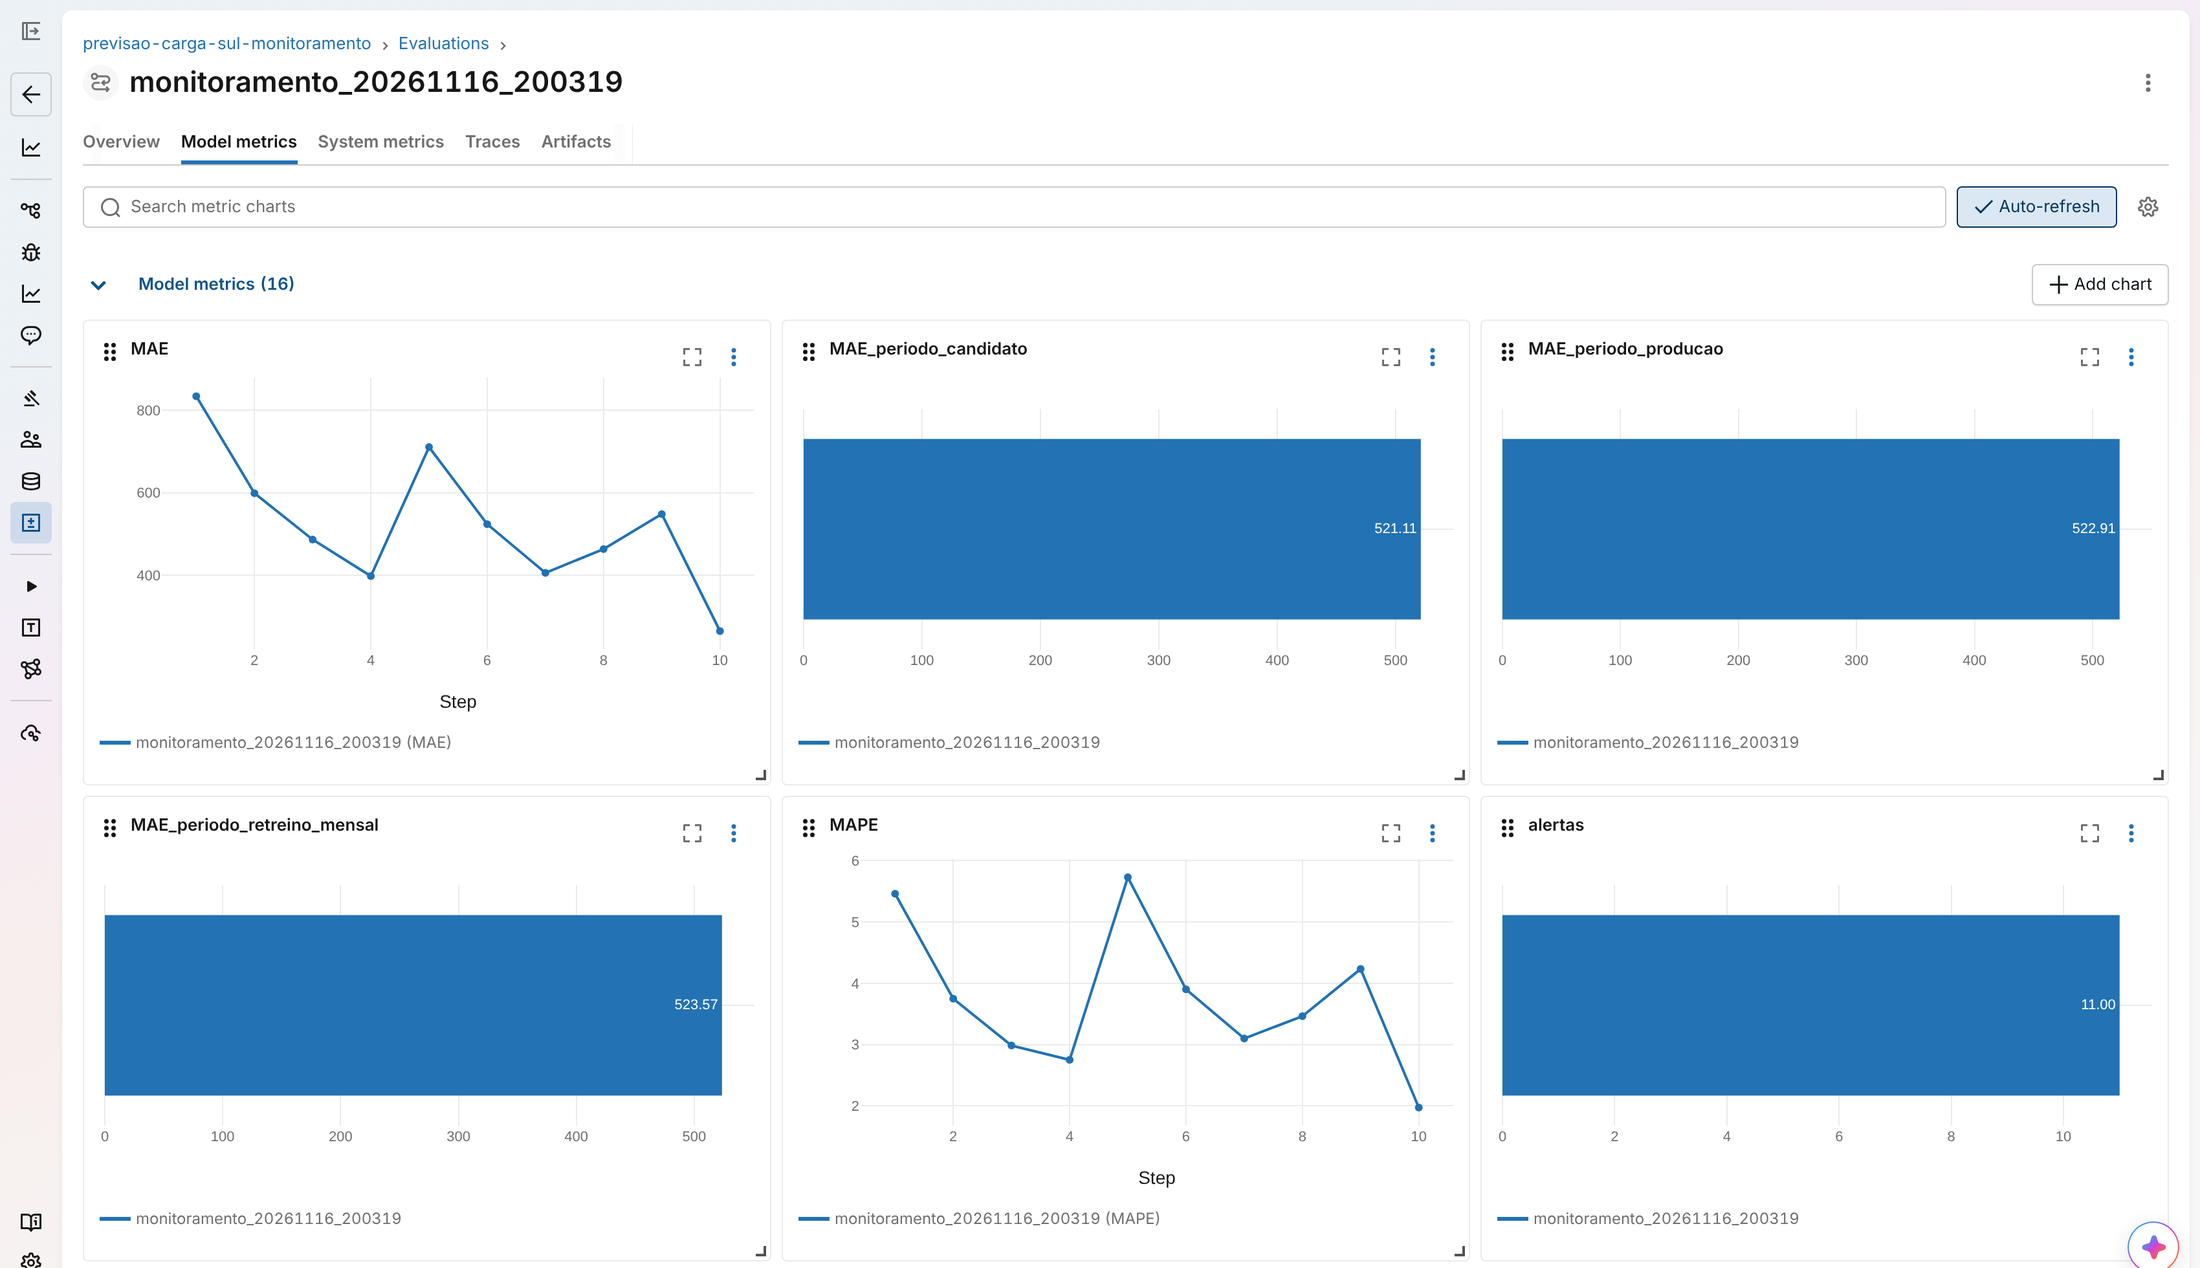 previsao-carga-sul-monitoramento › Evaluations ›
monitoramento_20261116_200319
Overview Model metrics System metrics Traces Artifacts
Search metric charts
Auto-refresh
Model metrics (16)
Add chart
MAE
800
600
400
2 4 6 8 10
Step
monitoramento_20261116_200319 (MAE)
MAE_periodo_candidato
521.11
0 100 200 300 400 500
monitoramento_20261116_200319
MAE_periodo_producao
522.91
0 100 200 300 400 500
monitoramento_20261116_200319
MAE_periodo_retreino_mensal
523.57
0 100 200 300 400 500
monitoramento_20261116_200319
MAPE
6
5
4
3
2
2 4 6 8 10
Step
monitoramento_20261116_200319 (MAPE)
alertas
11.00
0 2 4 6 8 10
monitoramento_20261116_200319